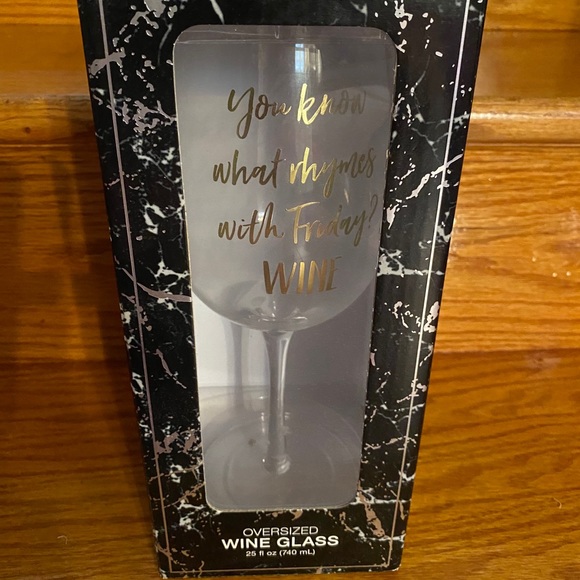 You know
what rhymes
with Friday?
WINE
OVERSIZED
WINE GLASS
25 fl oz (740 mL)